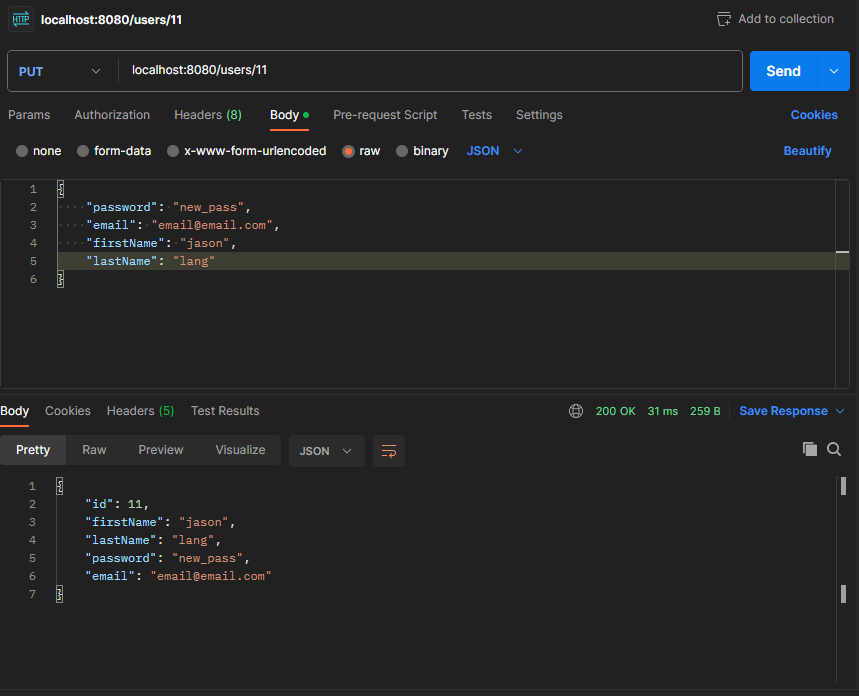 HTTP localhost:8080/users/11 Add to collection
PUT localhost:8080/users/11 Send
Params Authorization Headers (8) Body Pre-request Script Tests Settings Cookies
none form-data x-www-form-urlencoded raw binary JSON Beautify
1 {
2 "password": "new_pass",
3 "email": "email@email.com",
4 "firstName": "jason",
5 "lastName": "lang"
6 }
Body Cookies Headers (5) Test Results 200 OK 31 ms 259 B Save Response
Pretty Raw Preview Visualize JSON
1 {
2 "id": 11,
3 "firstName": "jason",
4 "lastName": "lang",
5 "password": "new_pass",
6 "email": "email@email.com"
7 }